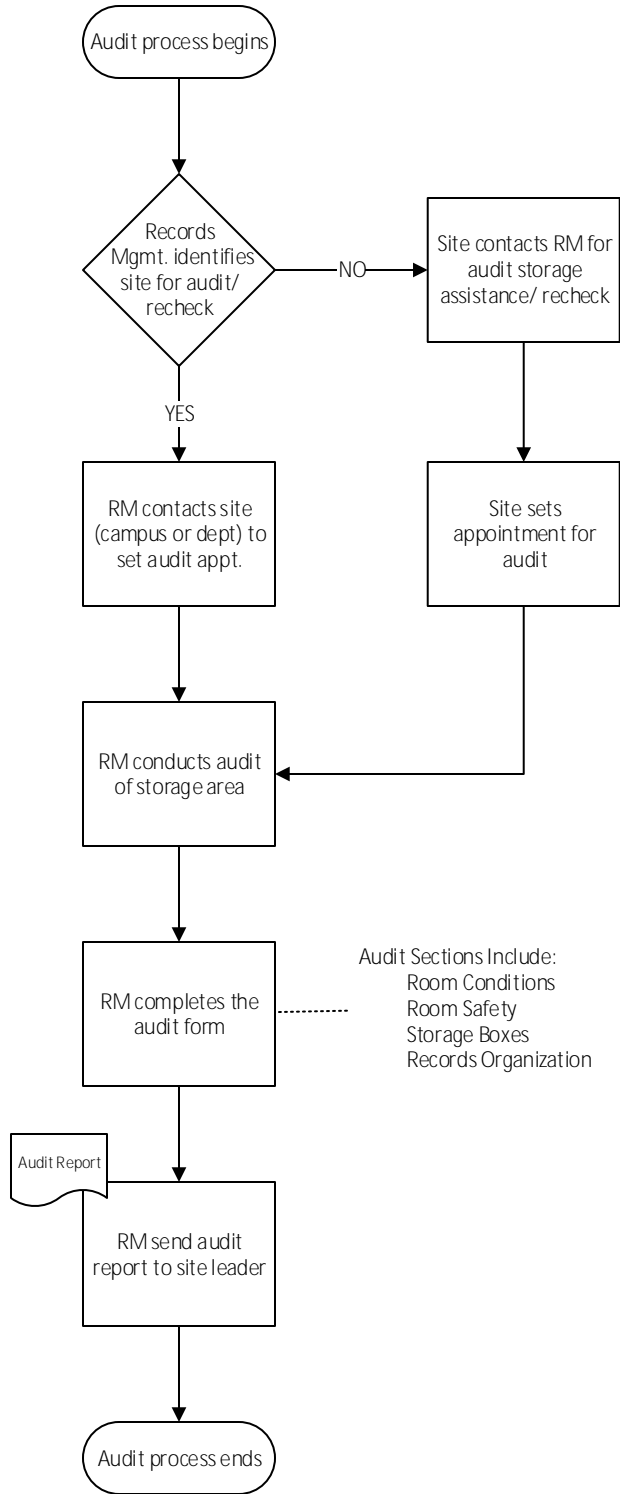 Audit process begins
Records
Mgmt. identifies
site for audit/
recheck
NO
Site contacts RM for
audit storage
assistance/ recheck
YES
RM contacts site
(campus or dept) to
set audit appt.
Site sets
appointment for
audit
RM conducts audit
of storage area
RM completes the
audit form
Audit Sections Include:
Room Conditions
Room Safety
Storage Boxes
Records Organization
Audit Report
RM send audit
report to site leader
Audit process ends